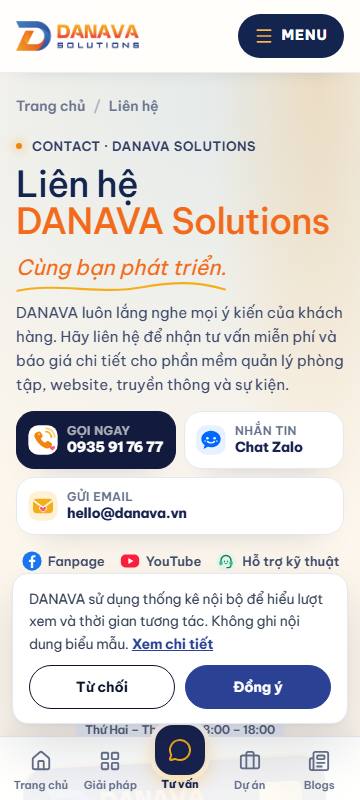 DANAVA
SOLUTIONS
MENU
Trang chủ / Liên hệ
CONTACT · DANAVA SOLUTIONS
Liên hệ
DANAVA Solutions
Cùng bạn phát triển.
DANAVA luôn lắng nghe mọi ý kiến của khách
hàng. Hãy liên hệ để nhận tư vấn miễn phí và
báo giá chi tiết cho phần mềm quản lý phòng
tập, website, truyền thông và sự kiện.
GỌI NGAY
0935 91 76 77
NHẮN TIN
Chat Zalo
GỬI EMAIL
hello@danava.vn
Fanpage YouTube Hỗ trợ kỹ thuật
DANAVA sử dụng thống kê nội bộ để hiểu lượt
xem và thời gian tương tác. Không ghi nội
dung biểu mẫu. Xem chi tiết
Từ chối Đồng ý
Thứ Hai – 8:00 – 18:00
Trang chủ Giải pháp Tư vấn Dự án Blogs